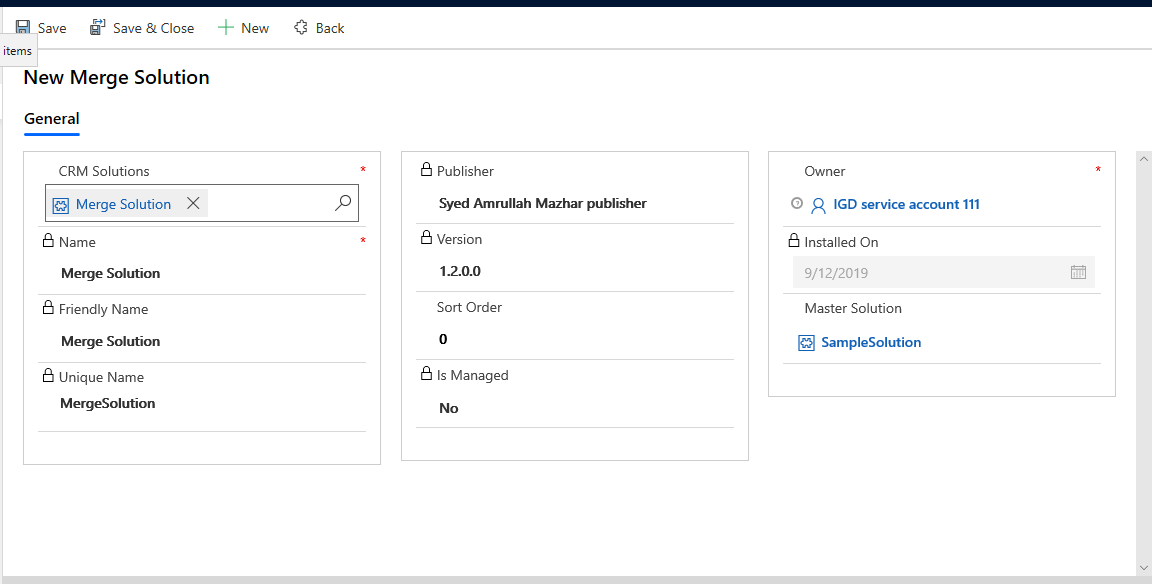 Save
Save & Close
New
Back
items
New Merge Solution
General
CRM Solutions *
Merge Solution
Name *
Merge Solution
Friendly Name
Merge Solution
Unique Name
MergeSolution
Publisher
Syed Amrullah Mazhar publisher
Version
1.2.0.0
Sort Order
0
Is Managed
No
Owner *
IGD service account 111
Installed On
9/12/2019
Master Solution
SampleSolution